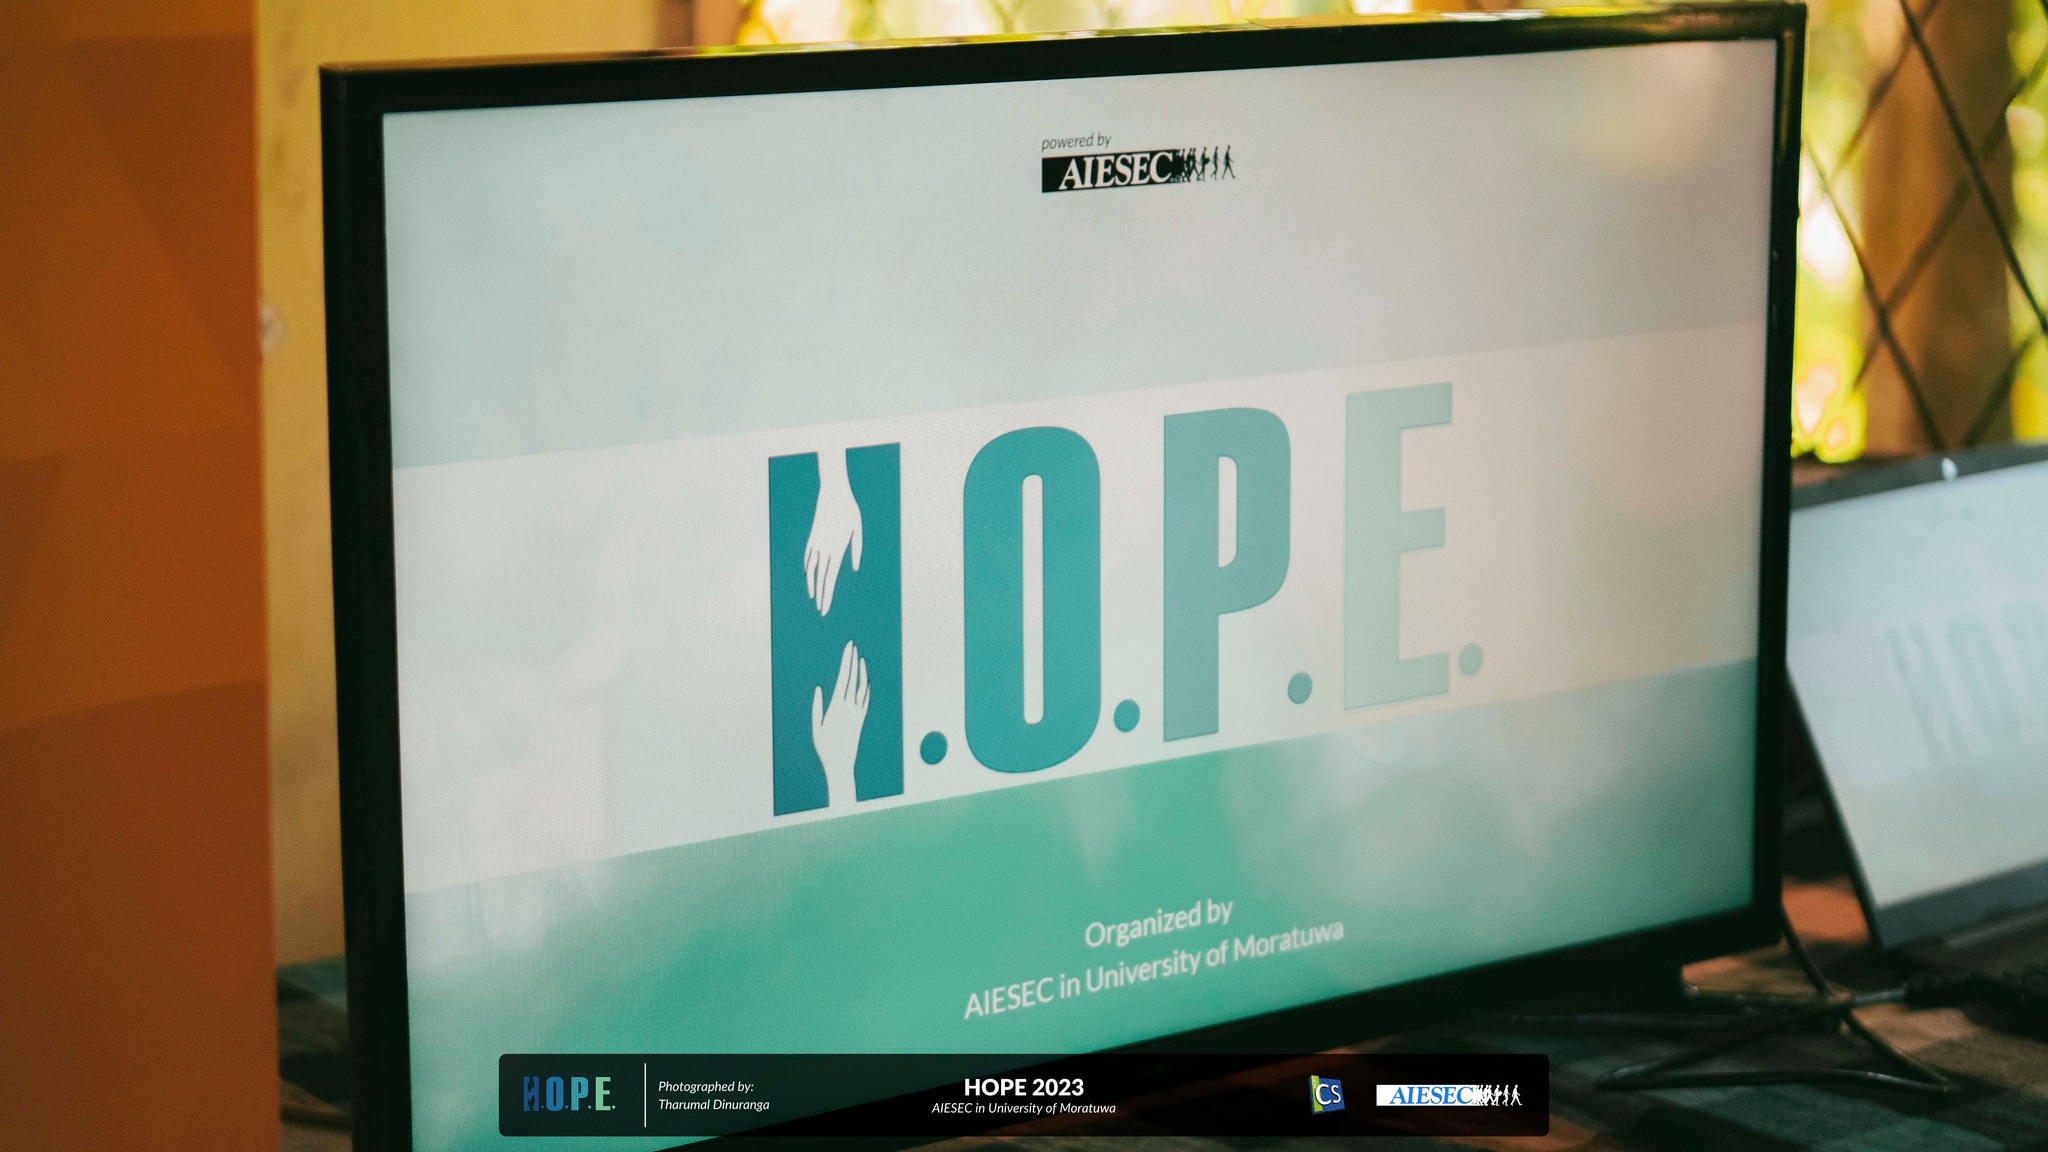 powered by
AIESEC
H.O.P.E.
Organized by
AIESEC in University of Moratuwa
H.O.P.E.
Photographed by:
Tharumal Dinuranga
HOPE 2023
AIESEC in University of Moratuwa
CS
AIESEC